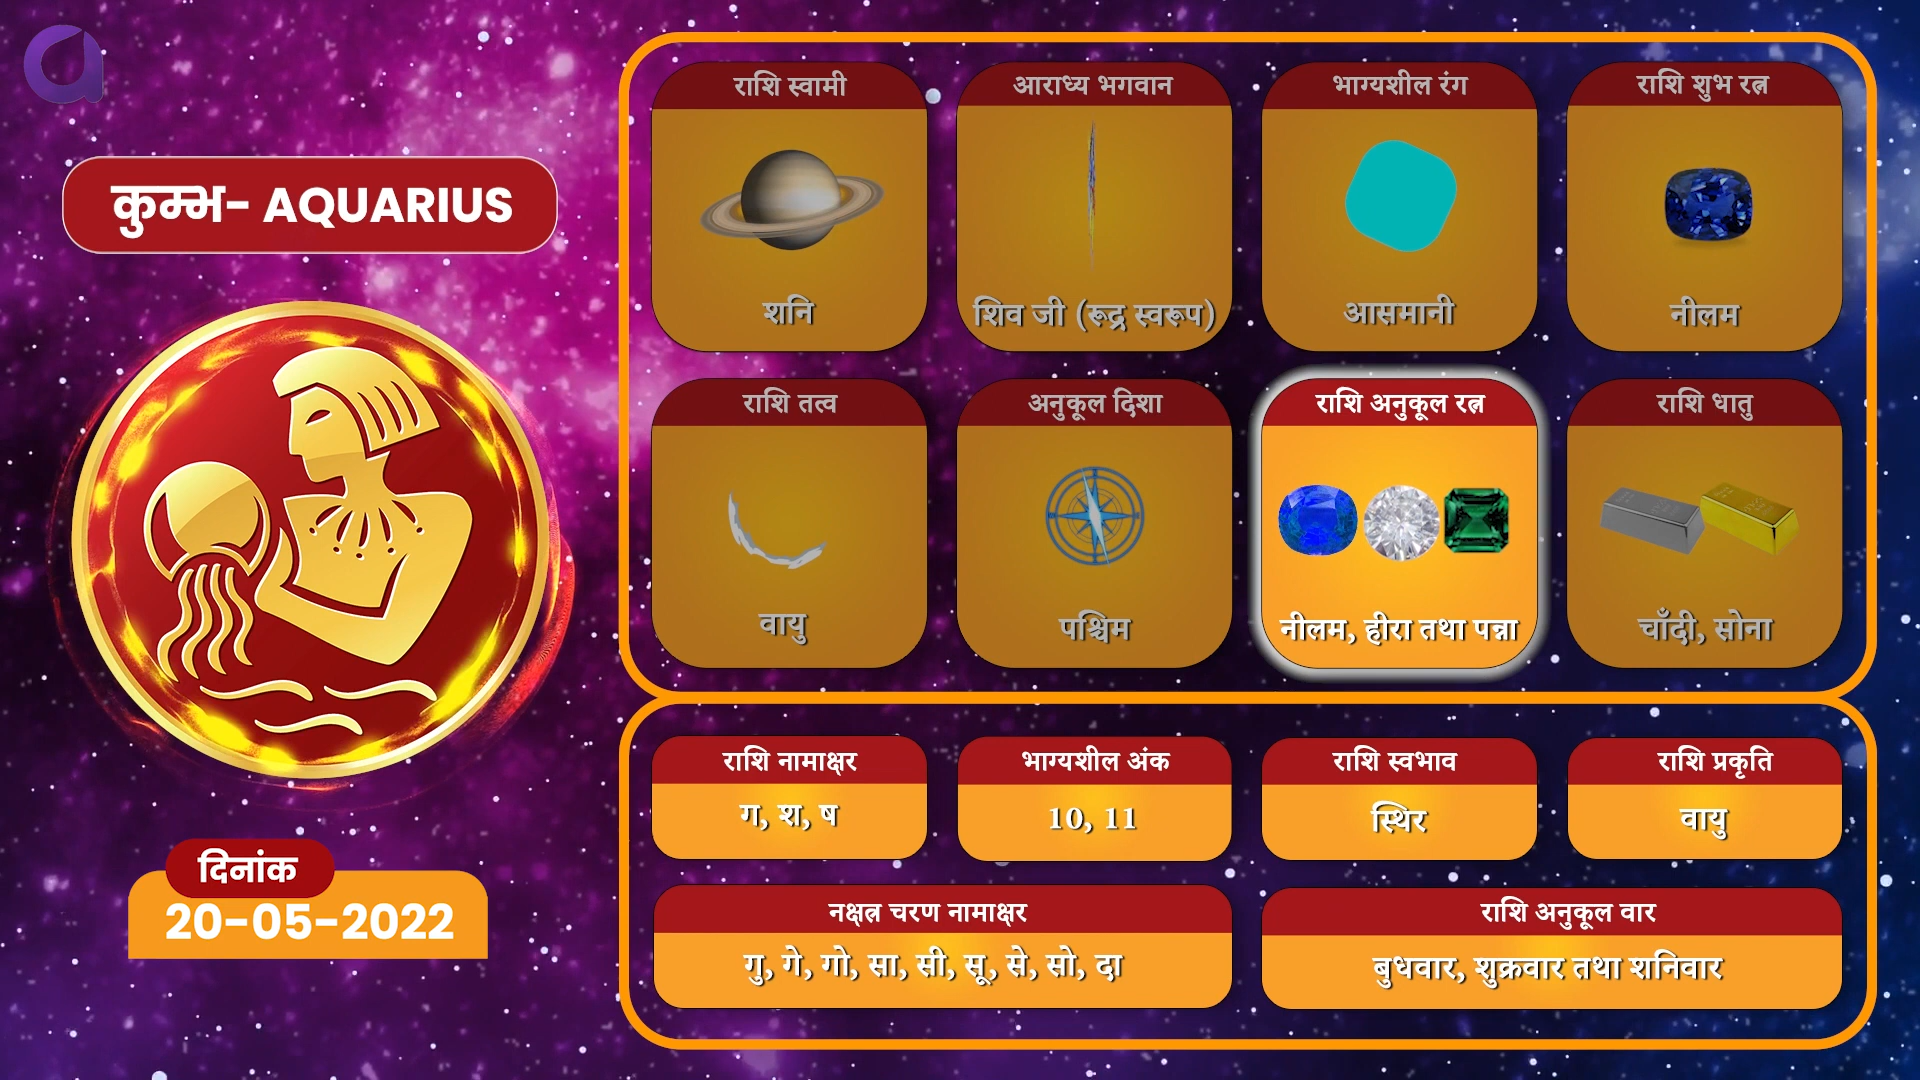 कुम्भ- AQUARIUS
दिनांक
20-05-2022
राशि स्वामी
शनि
आराध्य भगवान
शिव जी (रूद्र स्वरूप)
भाग्यशील रंग
आसमानी
राशि शुभ रत्न
नीलम
राशि तत्व
वायु
अनुकूल दिशा
पश्चिम
राशि अनुकूल रत्न
नीलम, हीरा तथा पन्ना
राशि धातु
चाँदी, सोना
राशि नामाक्षर
ग, श, ष
भाग्यशील अंक
10, 11
राशि स्वभाव
स्थिर
राशि प्रकृति
वायु
नक्षत्र चरण नामाक्षर
गु, गे, गो, सा, सी, सू, से, सो, दा
राशि अनुकूल वार
बुधवार, शुक्रवार तथा शनिवार